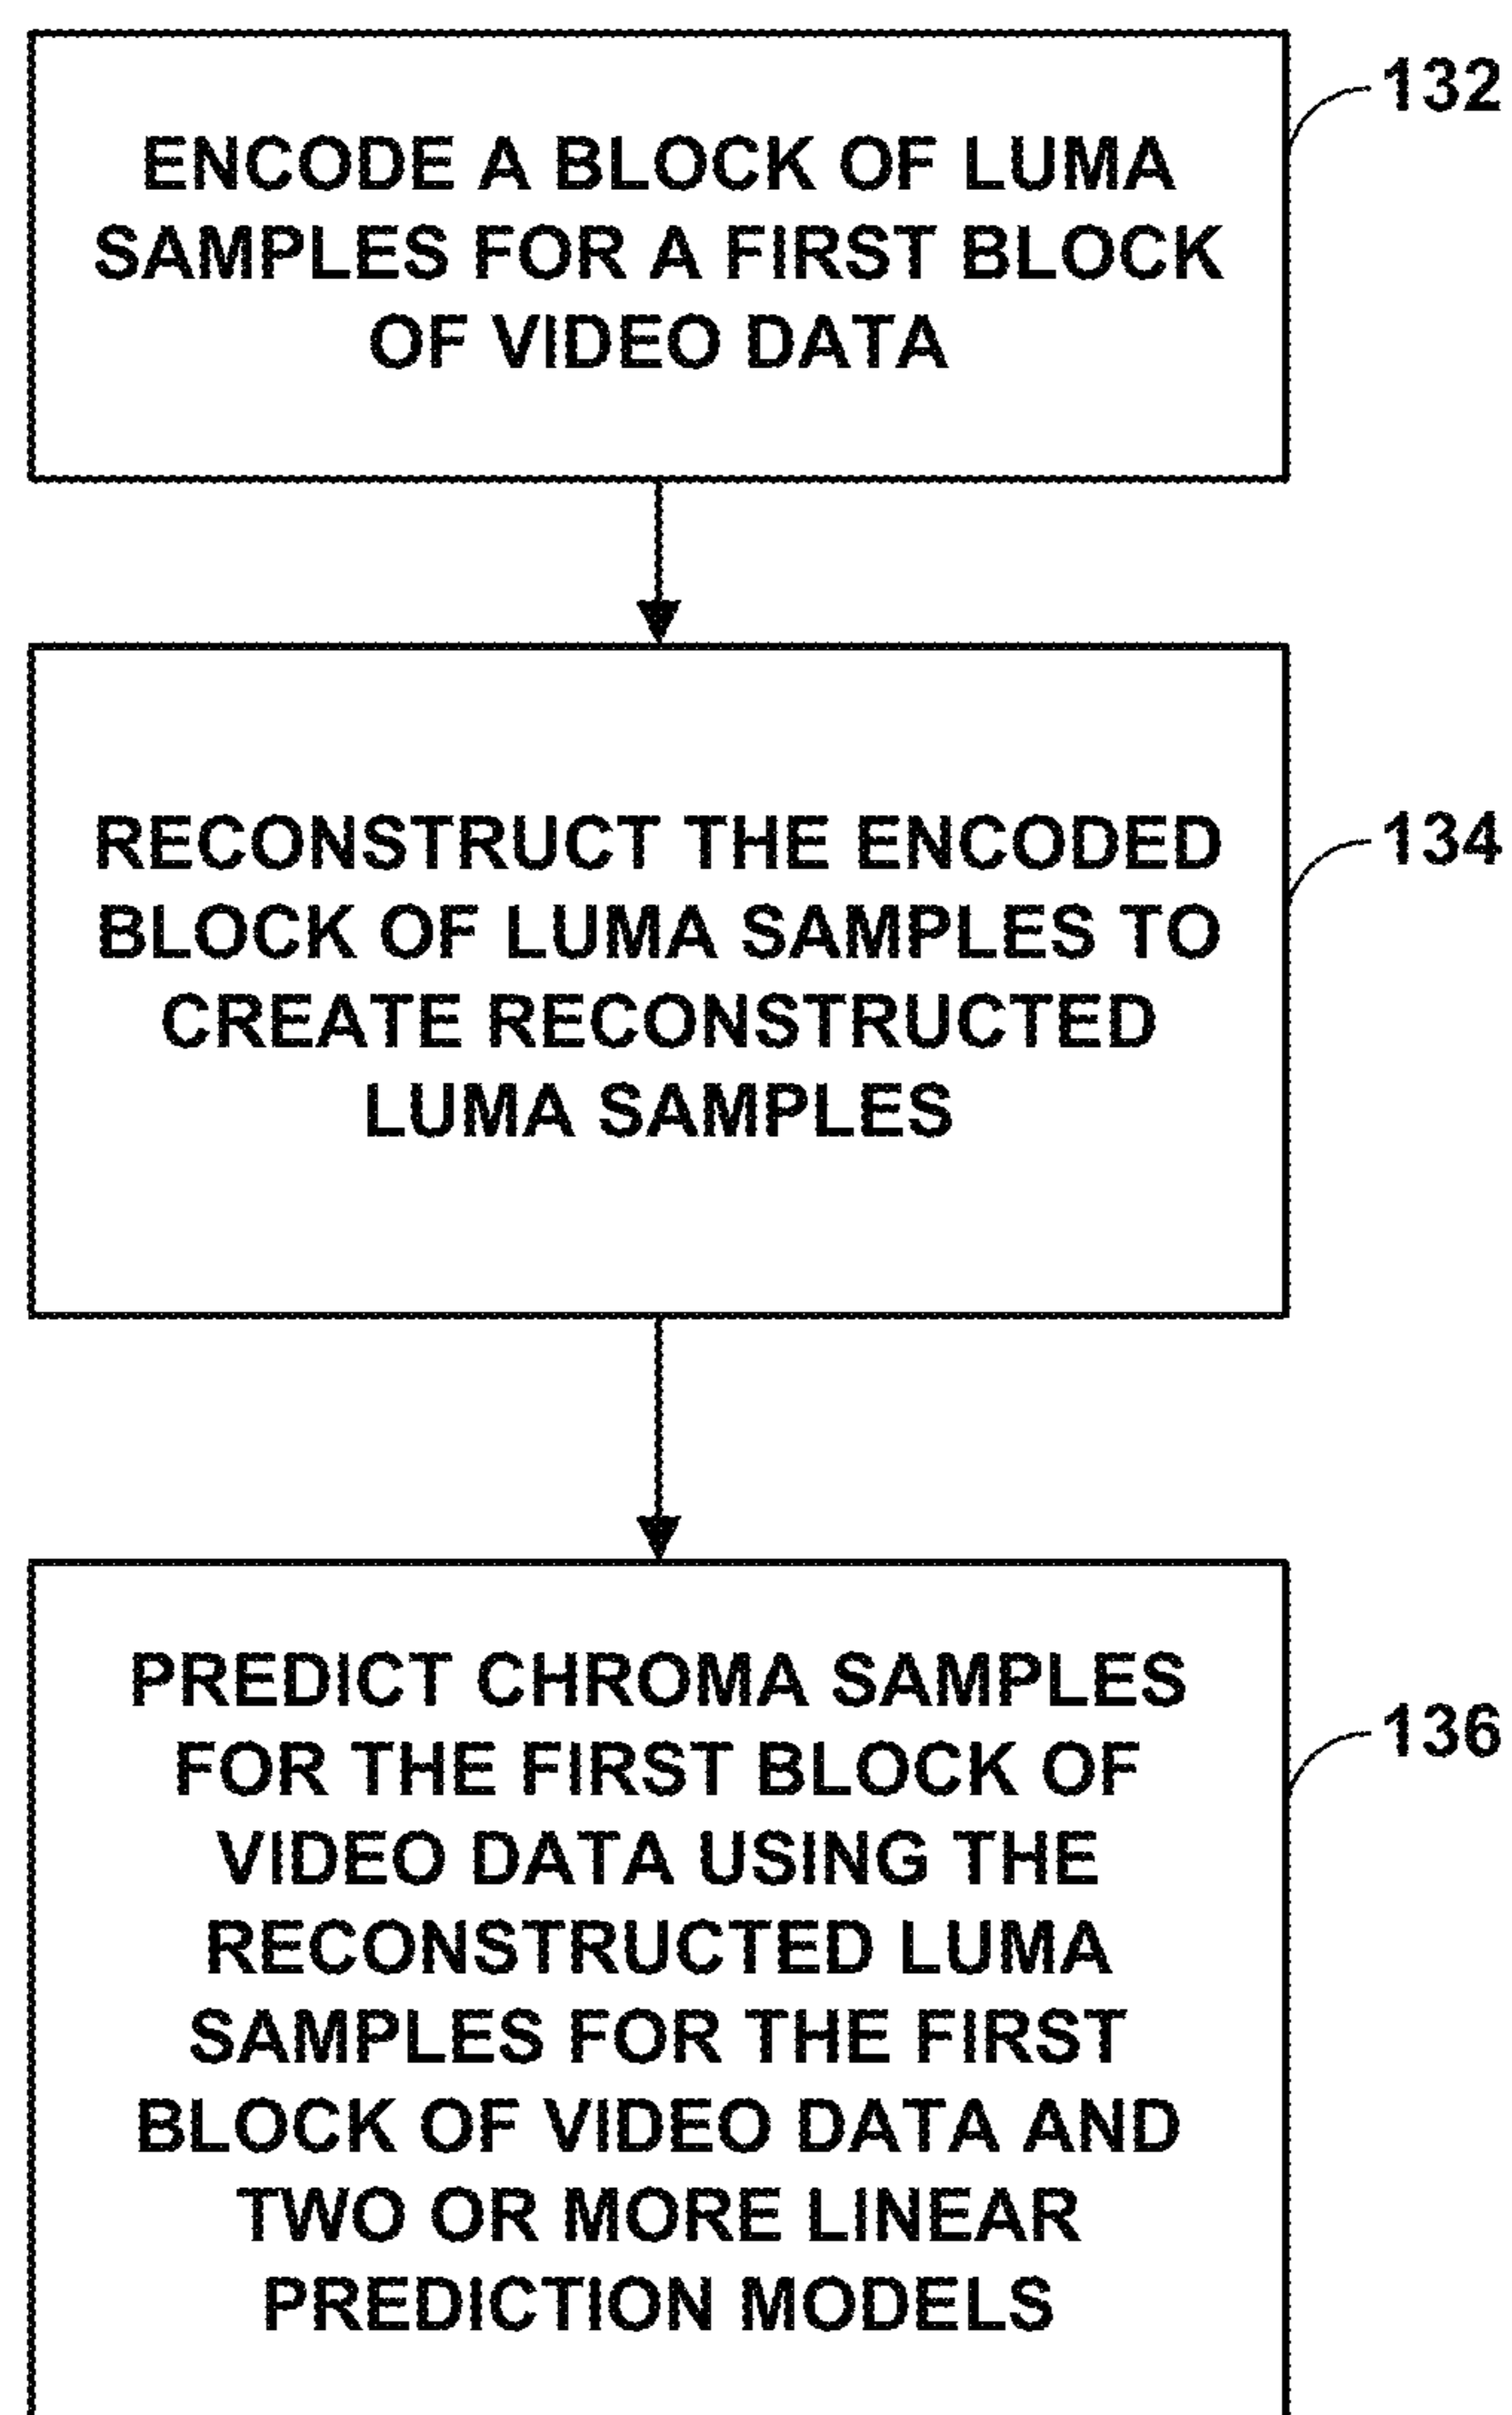 132
ENCODE A BLOCK OF LUMA
SAMPLES FOR A FIRST BLOCK
OF VIDEO DATA
134
RECONSTRUCT THE ENCODED
BLOCK OF LUMA SAMPLES TO
CREATE RECONSTRUCTED
LUMA SAMPLES
136
PREDICT CHROMA SAMPLES
FOR THE FIRST BLOCK OF
VIDEO DATA USING THE
RECONSTRUCTED LUMA
SAMPLES FOR THE FIRST
BLOCK OF VIDEO DATA AND
TWO OR MORE LINEAR
PREDICTION MODELS